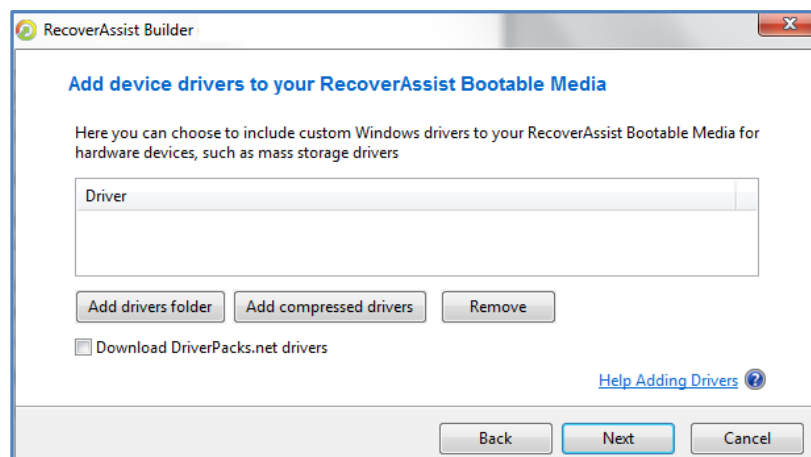 RecoverAssist Builder
Add device drivers to your RecoverAssist Bootable Media
Here you can choose to include custom Windows drivers to your RecoverAssist Bootable Media for
hardware devices, such as mass storage drivers
Driver
Add drivers folder Add compressed drivers Remove
Download DriverPacks.net drivers
Help Adding Drivers ?
Back Next Cancel